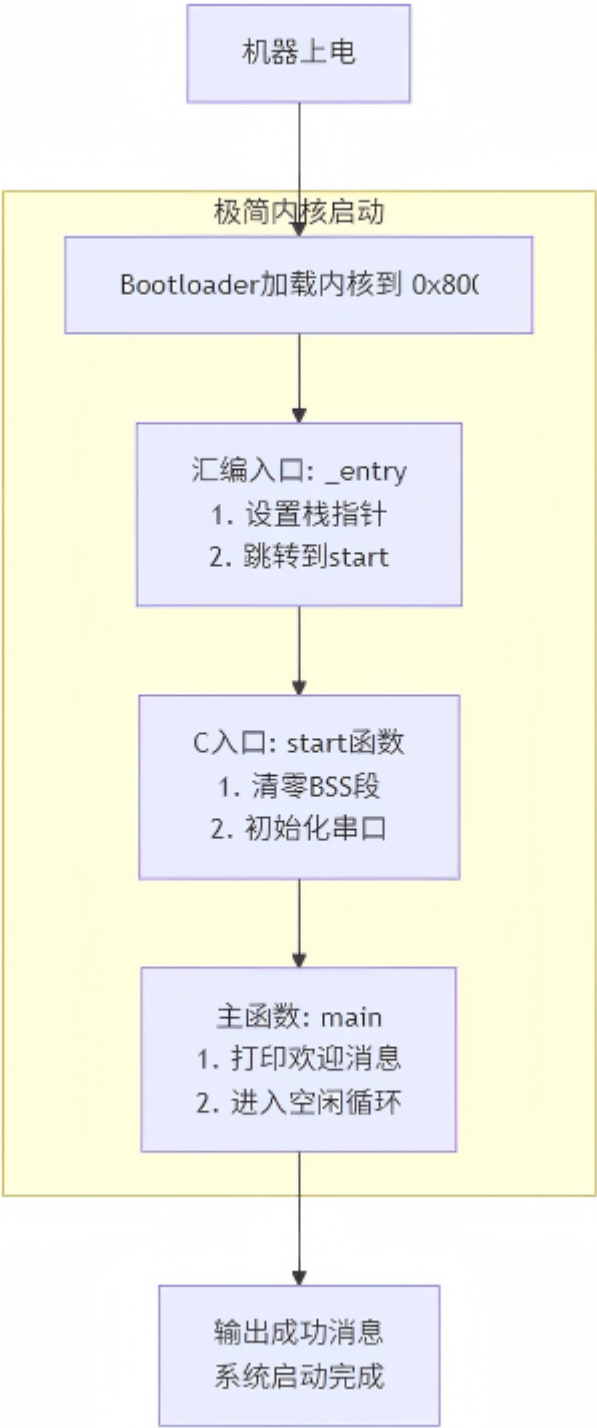 机器上电
极简内核启动
Bootloader加载内核到 0x80
汇编入口: _entry
1. 设置栈指针
2. 跳转到start
C入口: start函数
1. 清零BSS段
2. 初始化串口
主函数: main
1. 打印欢迎消息
2. 进入空闲循环
输出成功消息
系统启动完成